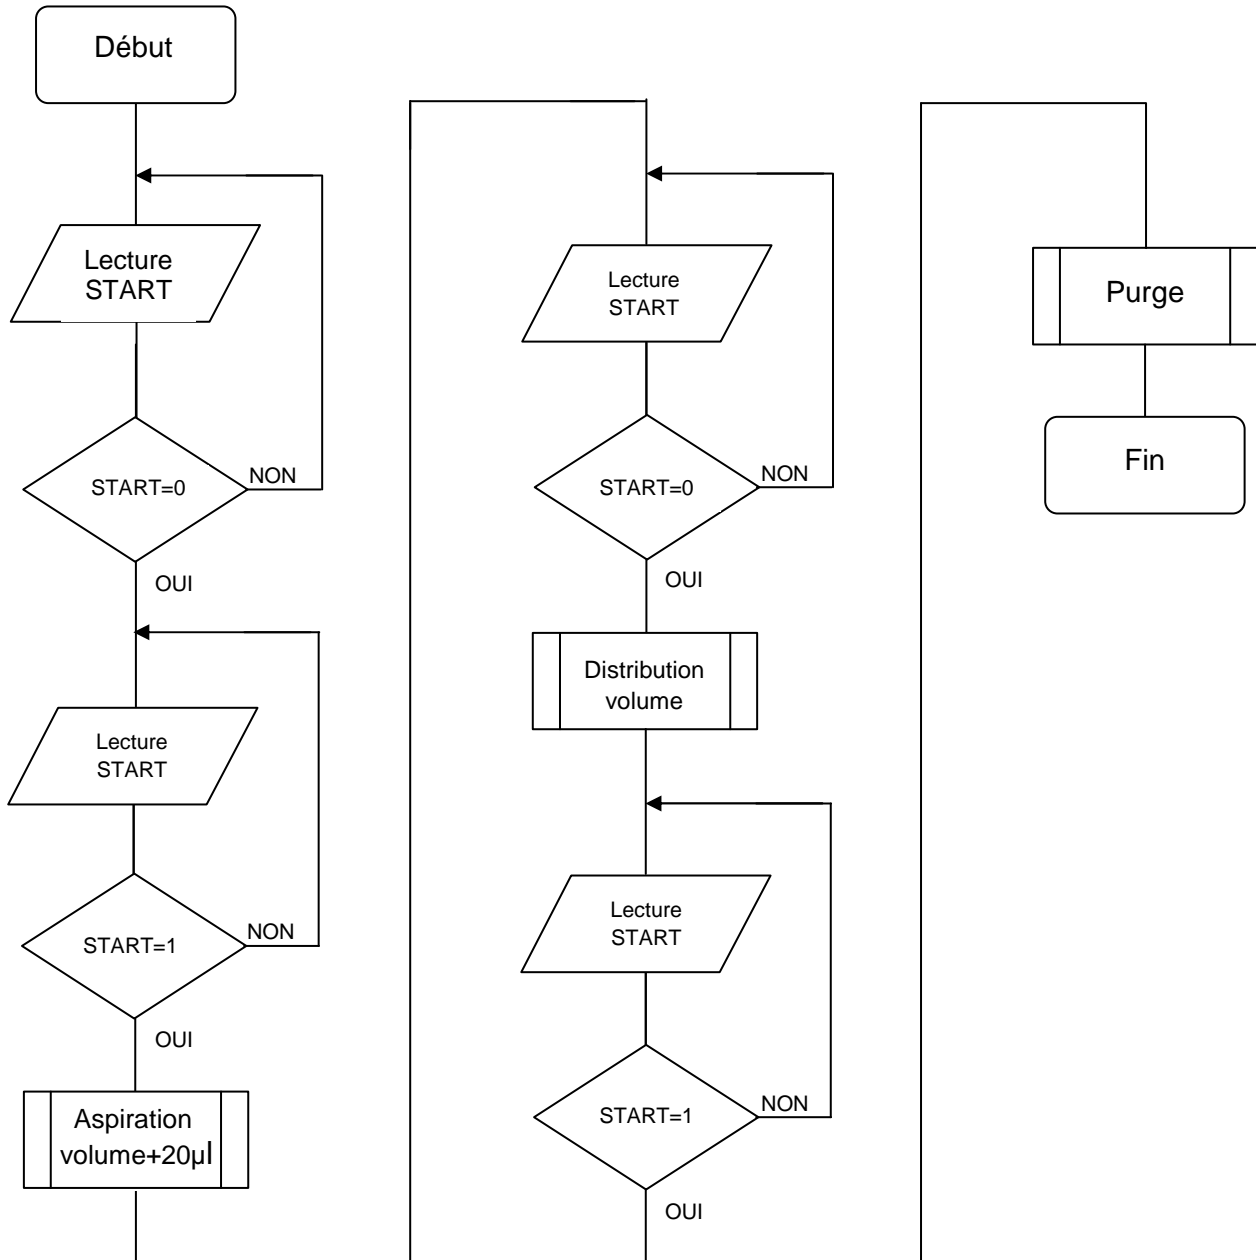 Début
Lecture
START
START=0
NON
OUI
Lecture
START
START=1
NON
OUI
Aspiration
volume+20µl
Lecture
START
START=0
NON
OUI
Distribution
volume
Lecture
START
START=1
NON
OUI
Purge
Fin